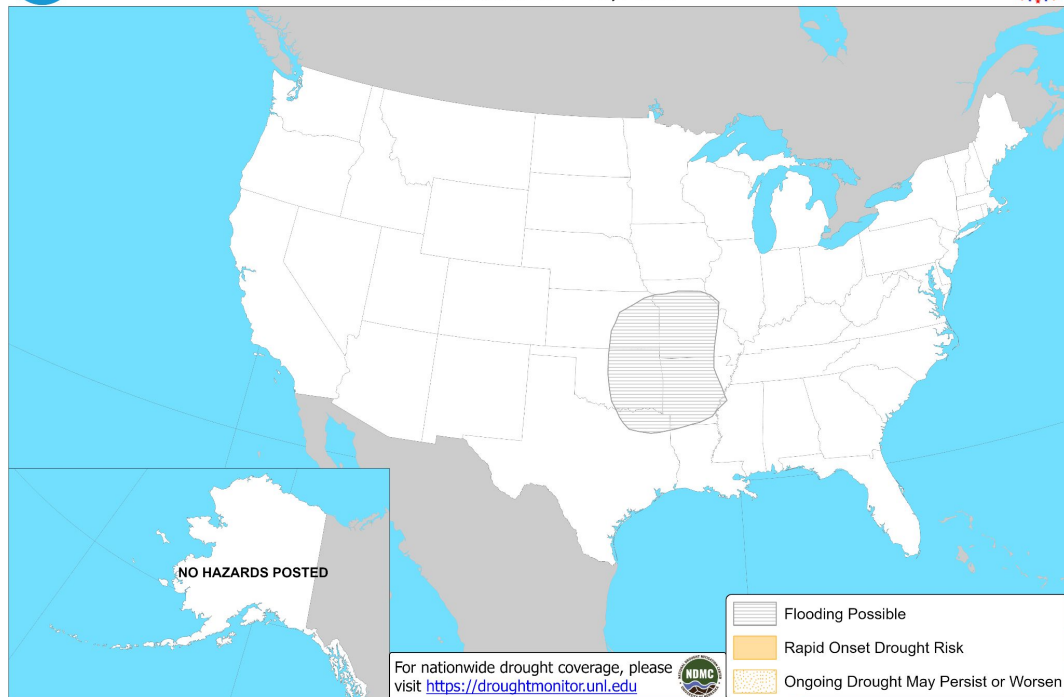 NO HAZARDS POSTED
For nationwide drought coverage, please
visit https://droughtmonitor.unl.edu
NDMC
Flooding Possible
Rapid Onset Drought Risk
Ongoing Drought May Persist or Worsen